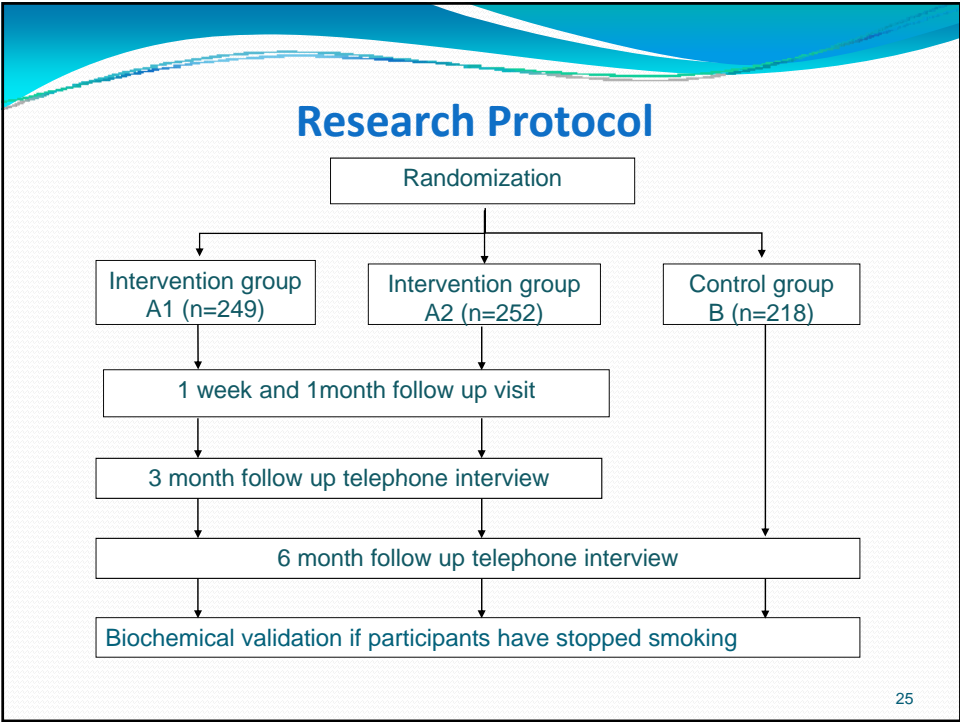 Research Protocol
Randomization
Intervention group
A1 (n=249)
Intervention group
A2 (n=252)
Control group
B (n=218)
1 week and 1month follow up visit
3 month follow up telephone interview
6 month follow up telephone interview
Biochemical validation if participants have stopped smoking
25